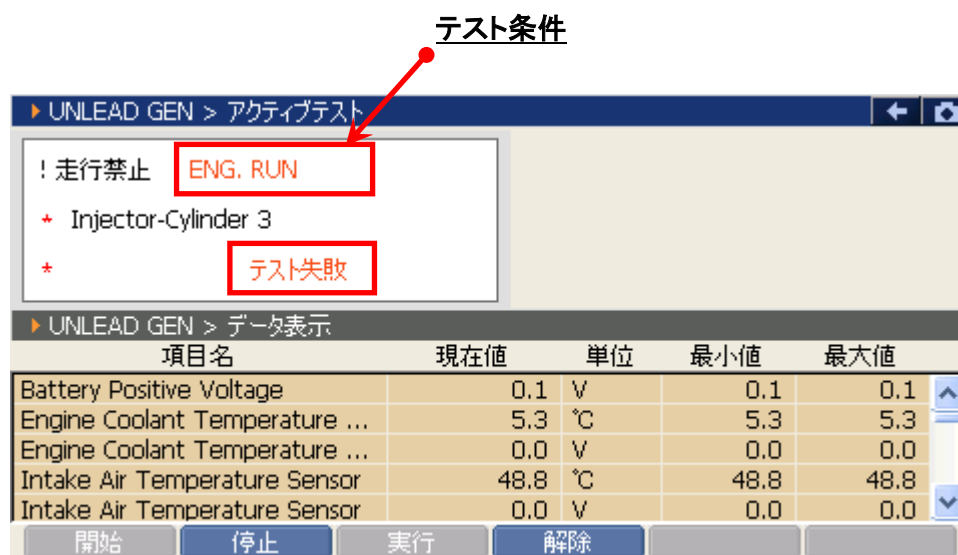 テスト条件
UNLEAD GEN > アクティブテスト
! 走行禁止 ENG. RUN
* Injector-Cylinder 3
* テスト失敗
UNLEAD GEN > データ表示
項目名 現在値 単位 最小値 最大値
Battery Positive Voltage 0.1 V 0.1 0.1
Engine Coolant Temperature ... 5.3 ℃ 5.3 5.3
Engine Coolant Temperature ... 0.0 V 0.0 0.0
Intake Air Temperature Sensor 48.8 ℃ 48.8 48.8
Intake Air Temperature Sensor 0.0 V 0.0 0.0
開始 停止 実行 解除